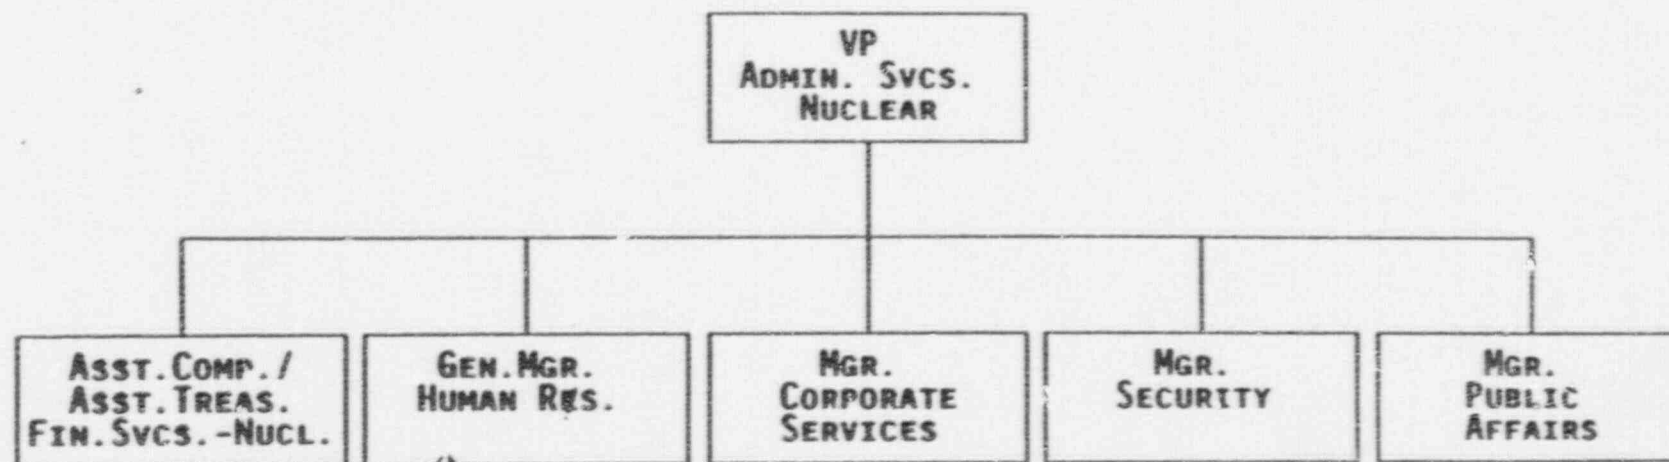 VP
ADMIN. SVCS.
NUCLEAR
ASST.COMP./
ASST.TREAS.
FIN.SVCS.-NUCL.
GEN.MGR.
HUMAN RES.
MGR.
CORPORATE
SERVICES
MGR.
SECURITY
MGR.
PUBLIC
AFFAIRS